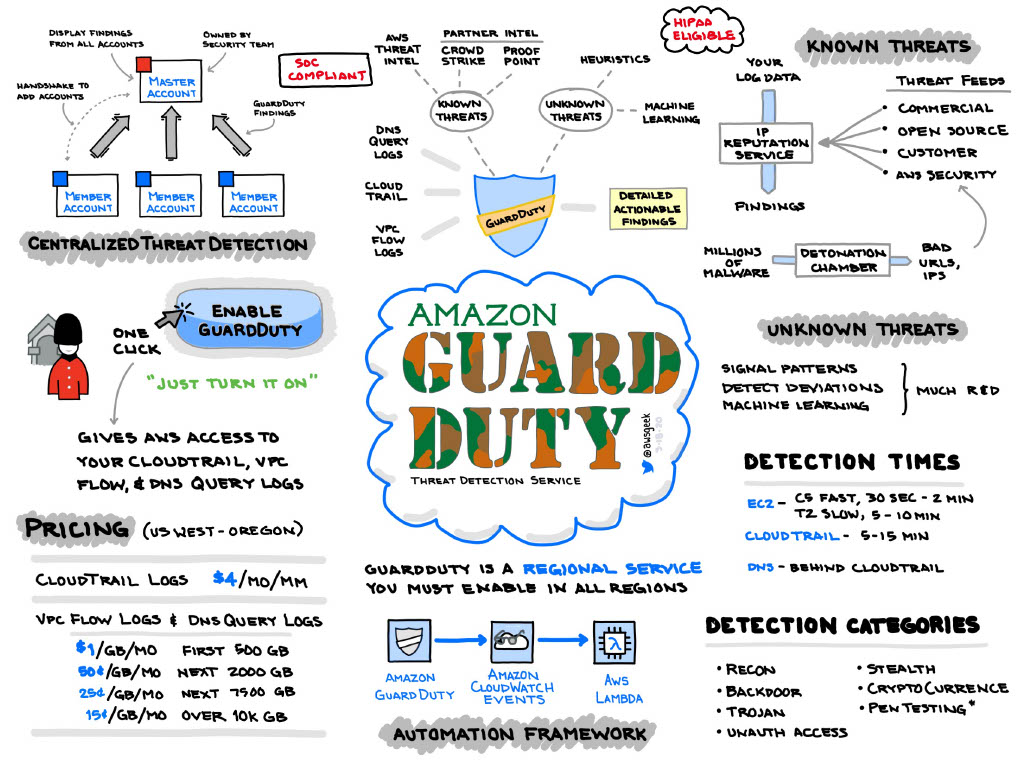 DISPLAY FINDINGS
FROM ALL ACCOUNTS
OWNED BY
SECURITY TEAM
HANDSHAKE TO
ADD ACCOUNTS
MASTER
ACCOUNT
GUARDDUTY
FINDINGS
MEMBER
ACCOUNT
MEMBER
ACCOUNT
MEMBER
ACCOUNT
CENTRALIZED THREAT DETECTION
SOC
COMPLIANT
AWS
THREAT
INTEL
PARTNER INTEL
CROWD
STRIKE
PROOF
POINT
HIPAA
ELIGIBLE
HEURISTICS
KNOWN
THREATS
UNKNOWN
THREATS
MACHINE
LEARNING
DNS
QUERY
LOGS
CLOUD
TRAIL
VPC
FLOW
LOGS
GUARDDUTY
DETAILED
ACTIONABLE
FINDINGS
KNOWN THREATS
YOUR
LOG DATA
THREAT FEEDS
IP
REPUTATION
SERVICE
• COMMERCIAL
• OPEN SOURCE
• CUSTOMER
• AWS SECURITY
FINDINGS
MILLIONS
OF
MALWARE
DETONATION
CHAMBER
BAD
URLS,
IPS
ENABLE
GUARDDUTY
ONE
CLICK
"JUST TURN IT ON"
GIVES AWS ACCESS TO
YOUR CLOUDTRAIL, VPC
FLOW, & DNS QUERY LOGS
AMAZON
GUARD
DUTY
THREAT DETECTION SERVICE
@awsgeek
UNKNOWN THREATS
SIGNAL PATTERNS
DETECT DEVIATIONS
MACHINE LEARNING
MUCH R&D
DETECTION TIMES
EC2 - C5 FAST, 30 SEC - 2 MIN
T2 SLOW, 5 - 10 MIN
CLOUDTRAIL - 5-15 MIN
DNS - BEHIND CLOUDTRAIL
PRICING (US WEST - OREGON)
CLOUDTRAIL LOGS $4/MO/MM
VPC FLOW LOGS & DNS QUERY LOGS
$1/GB/MO FIRST 500 GB
50¢/GB/MO NEXT 2000 GB
25¢/GB/MO NEXT 7500 GB
15¢/GB/MO OVER 10K GB
GUARDDUTY IS A REGIONAL SERVICE
YOU MUST ENABLE IN ALL REGIONS
AMAZON
GUARDDUTY
AMAZON
CLOUDWATCH
EVENTS
λ
AWS
LAMBDA
AUTOMATION FRAMEWORK
DETECTION CATEGORIES
• RECON
• BACKDOOR
• TROJAN
• UNAUTH ACCESS
• STEALTH
• CRYPTOCURRENCE
• PEN TESTING*